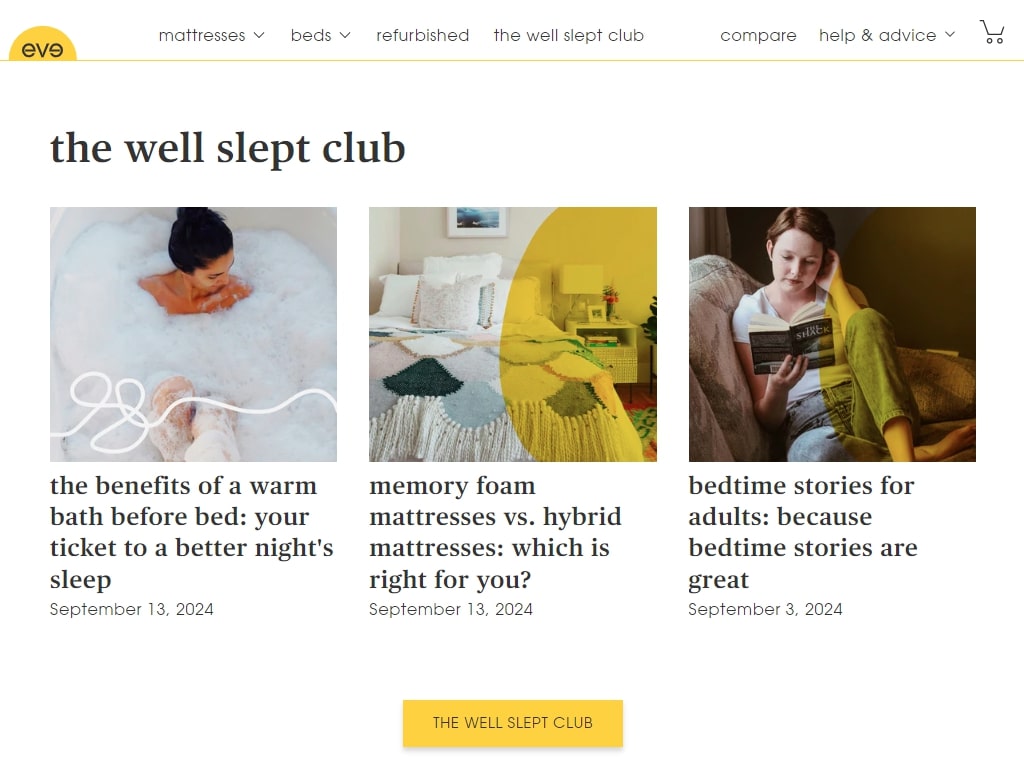 eve
mattresses
beds
refurbished
the well slept club
compare
help & advice
the well slept club
THE SHACK
the benefits of a warm
bath before bed: your
ticket to a better night's
sleep
September 13, 2024
memory foam
mattresses vs. hybrid
mattresses: which is
right for you?
September 13, 2024
bedtime stories for
adults: because
bedtime stories are
great
September 3, 2024
THE WELL SLEPT CLUB